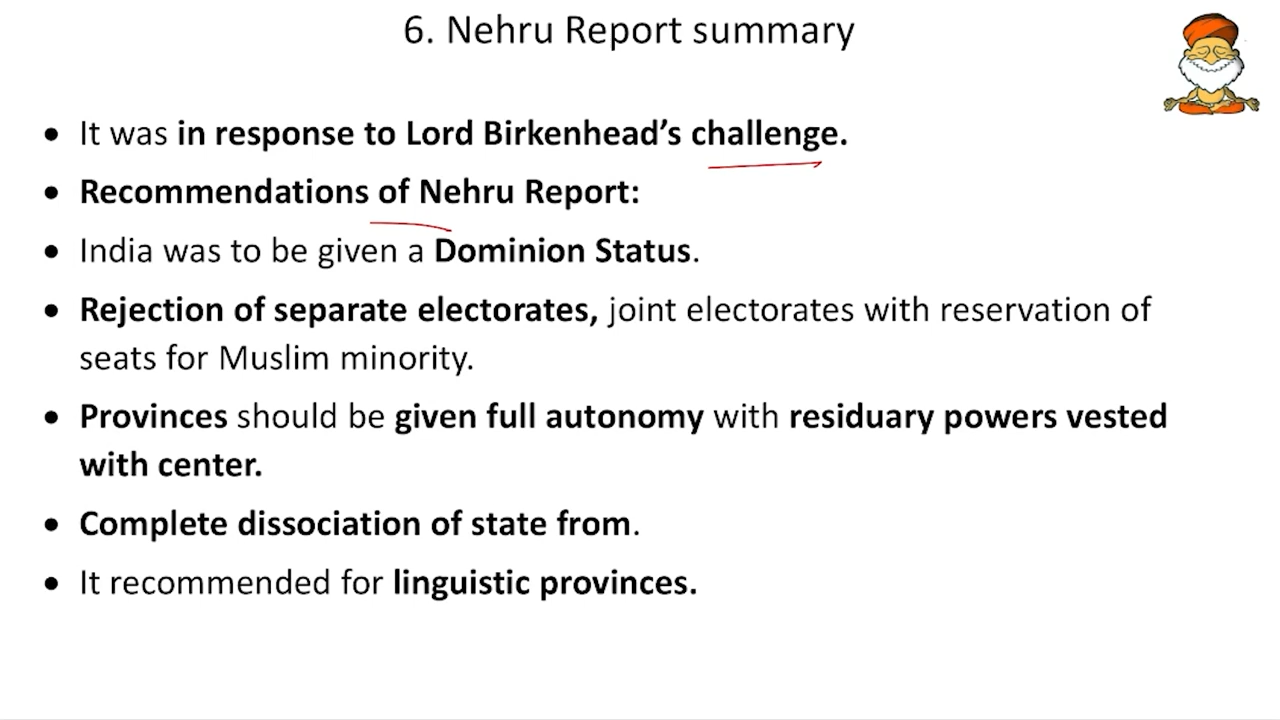 6. Nehru Report summary
• It was in response to Lord Birkenhead's challenge.
• Recommendations of Nehru Report:
• India was to be given a Dominion Status.
• Rejection of separate electorates, joint electorates with reservation of
seats for Muslim minority.
• Provinces should be given full autonomy with residuary powers vested
with center.
• Complete dissociation of state from.
• It recommended for linguistic provinces.